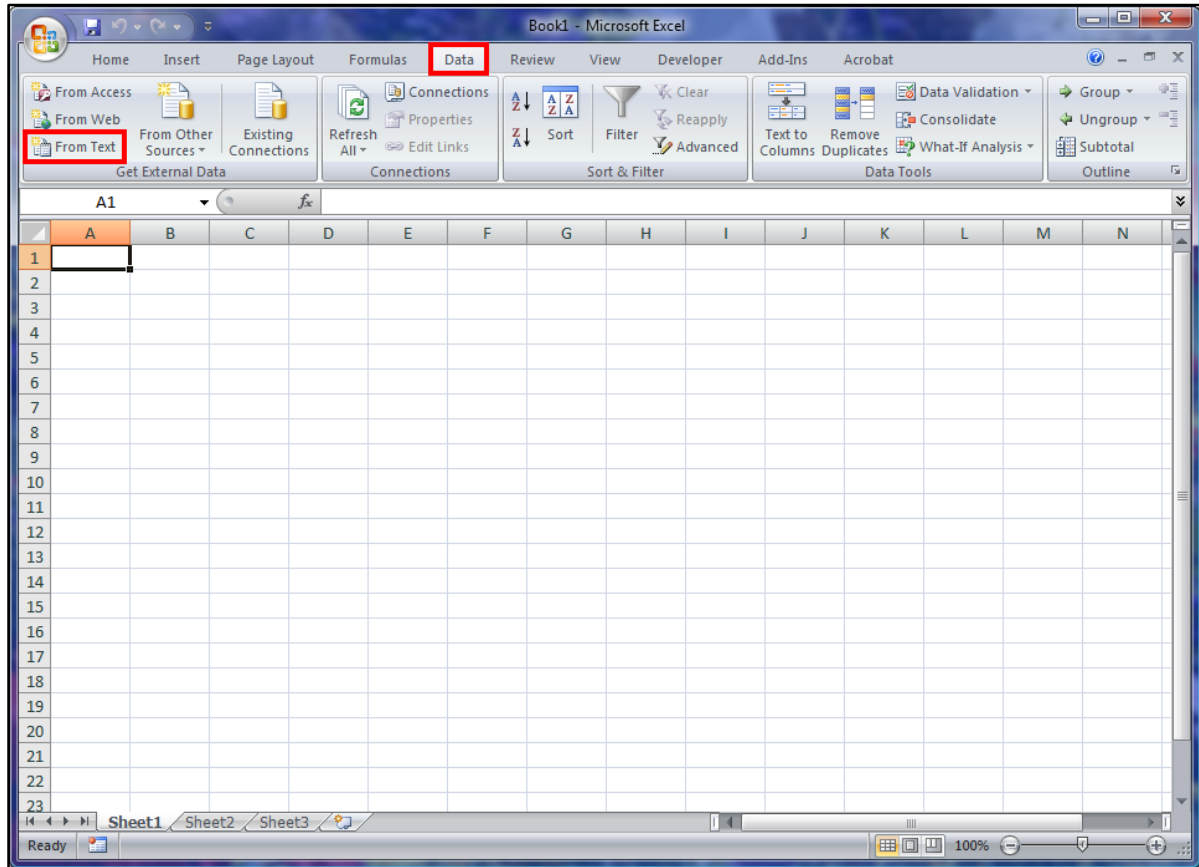 Book1 - Microsoft Excel
Home Insert Page Layout Formulas Data Review View Developer Add-Ins Acrobat
From Access
From Web
From Text
From Other
Sources
Existing
Connections
Get External Data
Refresh
All
Connections
Properties
Edit Links
Connections
A
Z
Z
A
A Z
Z A
Sort
Filter
Clear
Reapply
Advanced
Sort & Filter
Text to
Columns
Remove
Duplicates
Data Validation
Consolidate
What-If Analysis
Data Tools
Group
Ungroup
Subtotal
Outline
A1 fx
A B C D E F G H I J K L M N
1
2
3
4
5
6
7
8
9
10
11
12
13
14
15
16
17
18
19
20
21
22
23
Sheet1 Sheet2 Sheet3
Ready 100%